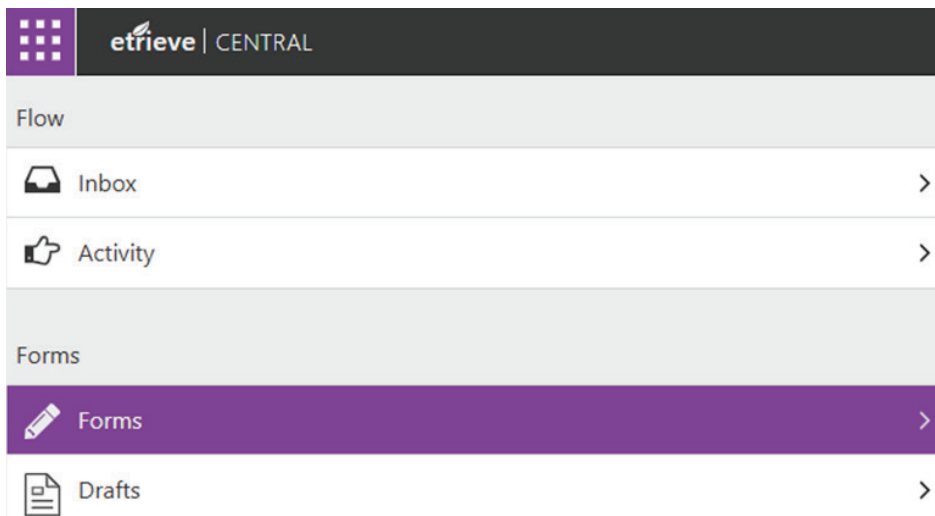 etrieve | CENTRAL
Flow
Inbox
Activity
Forms
Forms
Drafts